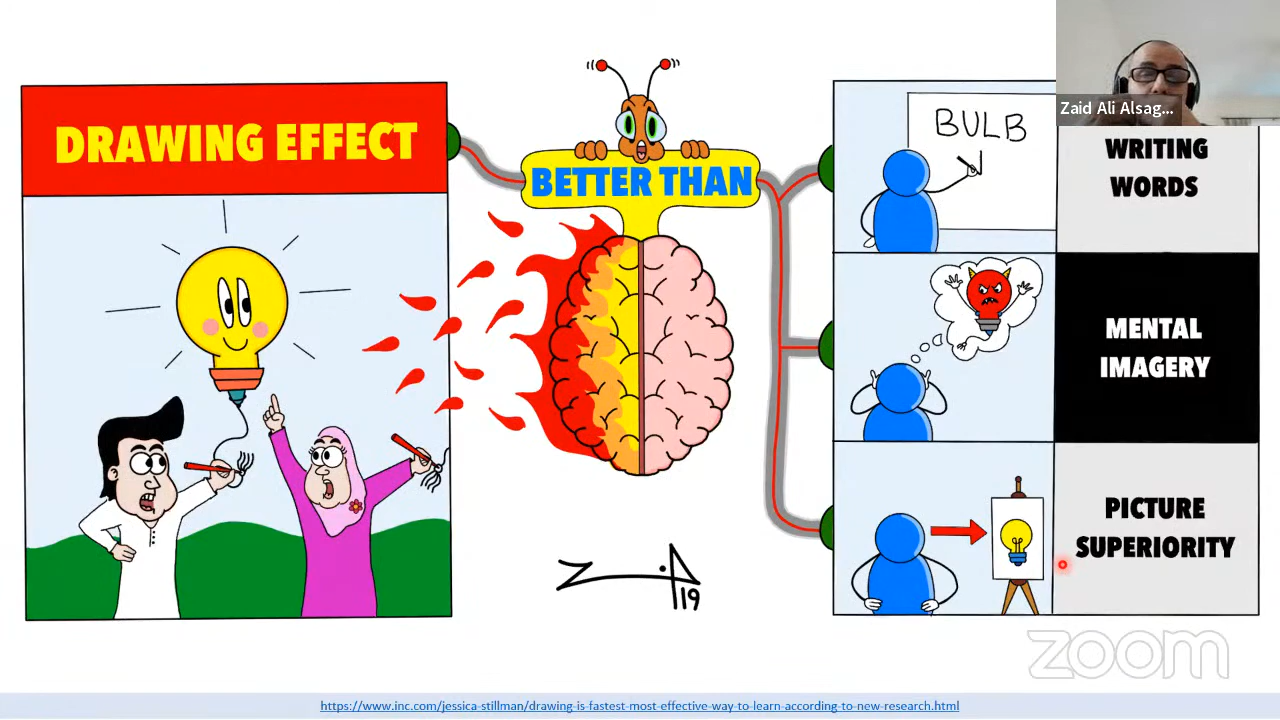 Zaid Ali Alsag...
DRAWING EFFECT
BETTER THAN
BULB
WRITING
WORDS
MENTAL
IMAGERY
PICTURE
SUPERIORITY
19
zoom
https://www.inc.com/jessica-stillman/drawing-is-fastest-most-effective-way-to-learn-according-to-new-research.html